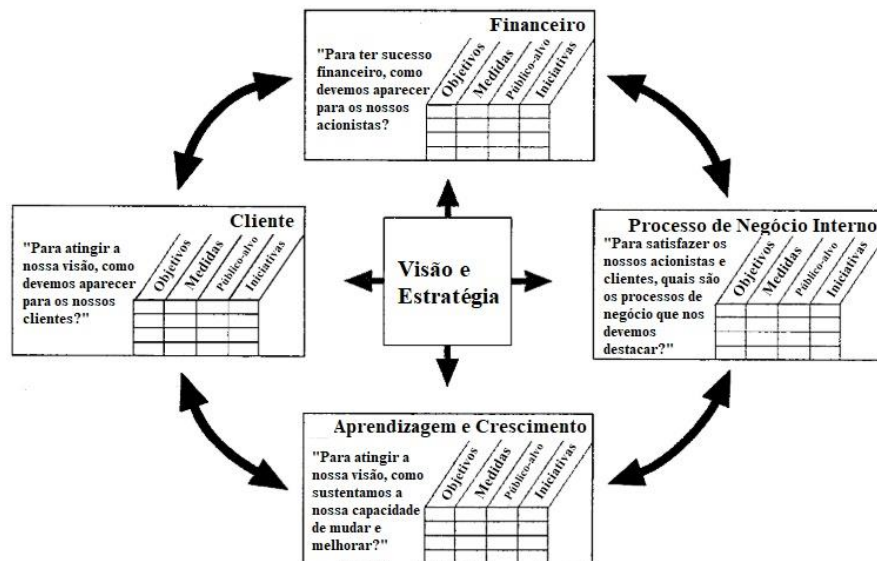 Financeiro
"Para ter sucesso
financeiro, como
devemos aparecer
para os nossos
acionistas?
Objetivos
Medidas
Público-alvo
Iniciativas
Cliente
"Para atingir a
nossa visão, como
devemos aparecer
para os nossos
clientes?"
Objetivos
Medidas
Público-alvo
Iniciativas
Visão e
Estratégia
Processo de Negócio Interno
"Para satisfazer os
nossos acionistas e
clientes, quais são
os processos de
negócio que nos
devemos
destacar?"
Objetivos
Medidas
Público-alvo
Iniciativas
Aprendizagem e Crescimento
"Para atingir a
nossa visão, como
sustentamos a
nossa capacidade
de mudar e
melhorar?"
Objetivos
Medidas
Público-alvo
Iniciativas